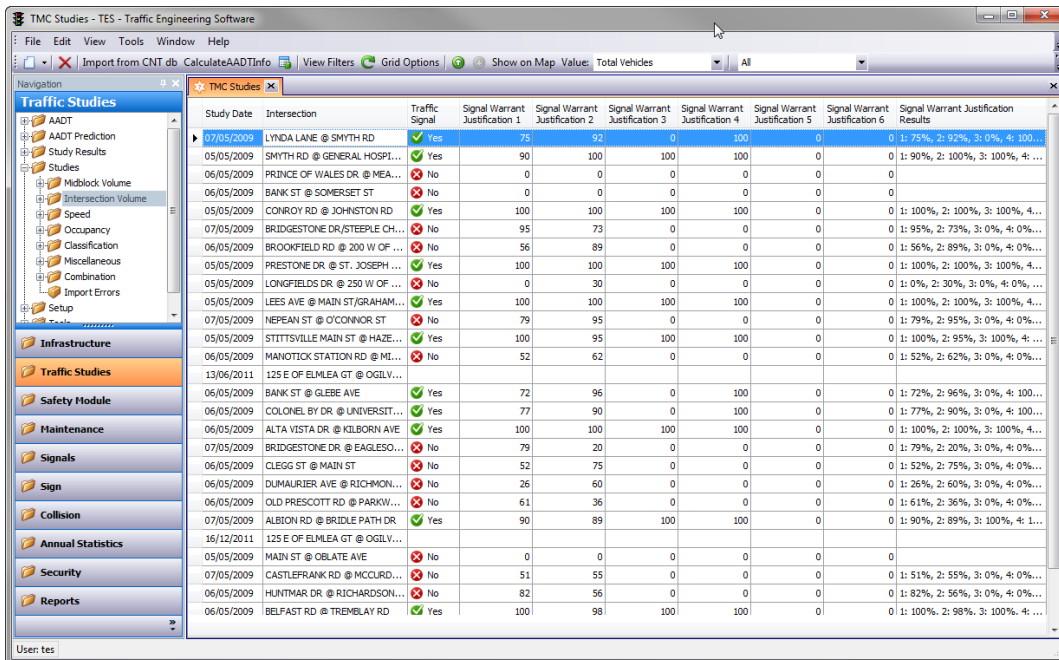 TMC Studies - TES - Traffic Engineering Software
File Edit View Tools Window Help
Import from CNT db CalculateAADTInfo View Filters Grid Options Show on Map Value: Total Vehicles All
Navigation
Traffic Studies
AADT
AADT Prediction
Study Results
Studies
Midblock Volume
Intersection Volume
Speed
Occupancy
Classification
Miscellaneous
Combination
Import Errors
Setup
Tools
Infrastructure
Traffic Studies
Safety Module
Maintenance
Signals
Sign
Collision
Annual Statistics
Security
Reports
TMC Studies
Study Date Intersection Traffic Signal Signal Warrant Justification 1 Signal Warrant Justification 2 Signal Warrant Justification 3 Signal Warrant Justification 4 Signal Warrant Justification 5 Signal Warrant Justification 6 Signal Warrant Justification Results
07/05/2009 LYNDA LANE @ SMYTH RD Yes 75 92 0 100 0 0 1: 75%, 2: 92%, 3: 0%, 4: 100...
05/05/2009 SMYTH RD @ GENERAL HOSPI... Yes 90 100 100 100 0 0 1: 90%, 2: 100%, 3: 100%, 4: ...
06/05/2009 PRINCE OF WALES DR @ MEA... No 0 0 0 0 0 0
06/05/2009 BANK ST @ SOMERSET ST No 0 0 0 0 0 0
05/05/2009 CONROY RD @ JOHNSTON RD Yes 100 100 100 100 0 0 1: 100%, 2: 100%, 3: 100%, 4...
07/05/2009 BRIDGESTONE DR/STEEPLE CH... No 95 73 0 0 0 0 1: 95%, 2: 73%, 3: 0%, 4: 0%...
06/05/2009 BROOKFIELD RD @ 200 W OF ... No 56 89 0 0 0 0 1: 56%, 2: 89%, 3: 0%, 4: 0%...
05/05/2009 PRESTONE DR @ ST. JOSEPH ... Yes 100 100 100 100 0 0 1: 100%, 2: 100%, 3: 100%, 4...
05/05/2009 LONGFIELDS DR @ 250 W OF ... No 0 30 0 0 0 0 1: 0%, 2: 30%, 3: 0%, 4: 0%, ...
05/05/2009 LEES AVE @ MAIN ST/GRAHAM... Yes 100 100 100 100 0 0 1: 100%, 2: 100%, 3: 100%, 4...
07/05/2009 NEPEAN ST @ O'CONNOR ST No 79 95 0 0 0 0 1: 79%, 2: 95%, 3: 0%, 4: 0%...
05/05/2009 STITTSVILLE MAIN ST @ HAZE... Yes 100 95 100 100 0 0 1: 100%, 2: 95%, 3: 100%, 4: ...
06/05/2009 MANOTICK STATION RD @ MI... No 52 62 0 0 0 0 1: 52%, 2: 62%, 3: 0%, 4: 0%...
13/06/2011 125 E OF ELMLEA GT @ OGILV...
06/05/2009 BANK ST @ GLEBE AVE Yes 72 96 0 100 0 0 1: 72%, 2: 96%, 3: 0%, 4: 100...
06/05/2009 COLONEL BY DR @ UNIVERSIT... Yes 77 90 0 100 0 0 1: 77%, 2: 90%, 3: 0%, 4: 100...
06/05/2009 ALTA VISTA DR @ KILBORN AVE Yes 100 100 100 100 0 0 1: 100%, 2: 100%, 3: 100%, 4...
07/05/2009 BRIDGESTONE DR @ EAGLESO... No 79 20 0 0 0 0 1: 79%, 2: 20%, 3: 0%, 4: 0%...
06/05/2009 CLEGG ST @ MAIN ST No 52 75 0 0 0 0 1: 52%, 2: 75%, 3: 0%, 4: 0%...
06/05/2009 DUMAURIER AVE @ RICHMON... No 26 60 0 0 0 0 1: 26%, 2: 60%, 3: 0%, 4: 0%...
06/05/2009 OLD PRESCOTT RD @ PARKW... No 61 36 0 0 0 0 1: 61%, 2: 36%, 3: 0%, 4: 0%...
07/05/2009 ALBION RD @ BRIDLE PATH DR Yes 90 89 100 100 0 0 1: 90%, 2: 89%, 3: 100%, 4: 1...
16/12/2011 125 E OF ELMLEA GT @ OGILV...
05/05/2009 MAIN ST @ OBLATE AVE No 0 0 0 0 0 0
07/05/2009 CASTLEFRANK RD @ MCCURD... No 51 55 0 0 0 0 1: 51%, 2: 55%, 3: 0%, 4: 0%...
06/05/2009 HUNTMAR DR @ RICHARDSON... No 82 56 0 0 0 0 1: 82%, 2: 56%, 3: 0%, 4: 0%...
06/05/2009 BELFAST RD @ TREMBLAY RD Yes 100 98 100 100 0 0 1: 100%, 2: 98%, 3: 100%, 4: ...
User: tes